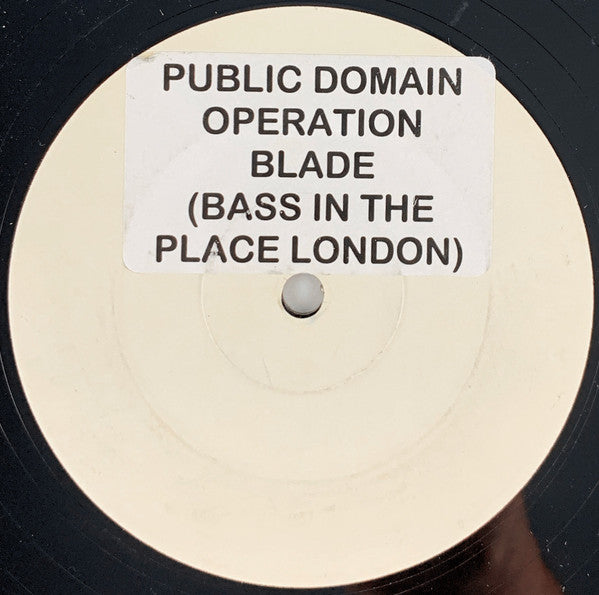 PUBLIC DOMAIN
OPERATION
BLADE
(BASS IN THE
PLACE LONDON)